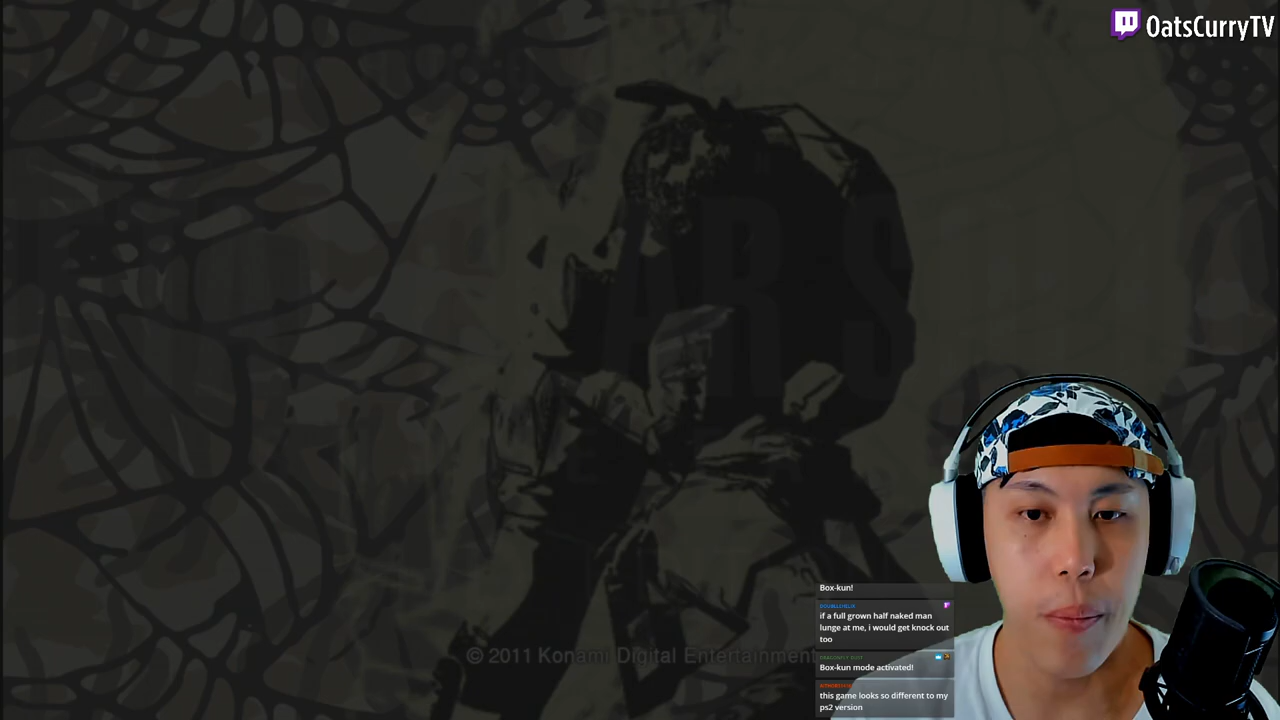 OatsCurryTV
© 2011 Konami Digital Entertainment
Box-kun!
if a full grown half naked man
lunge at me, i would get knock out
too
Box-kun mode activated!
this game looks so different to my
ps2 version